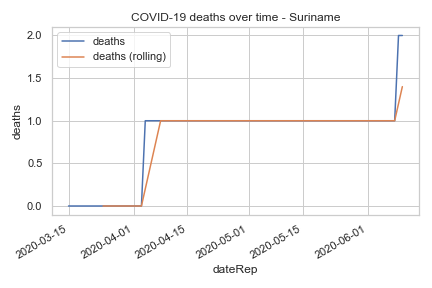 COVID-19 deaths over time - Suriname
deaths
deaths (rolling)
2.0
1.5
1.0
0.5
0.0
deaths
2020-03-15
2020-04-01
2020-04-15
2020-05-01
2020-05-15
2020-06-01
dateRep